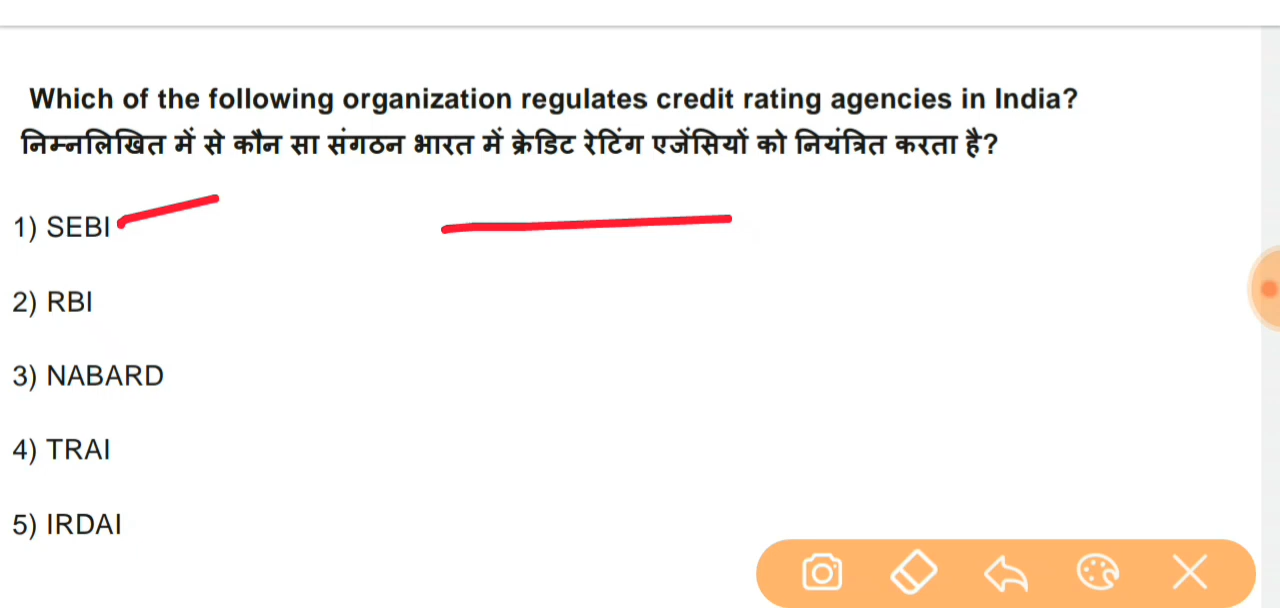 Which of the following organization regulates credit rating agencies in India?
निम्नलिखित में से कौन सा संगठन भारत में क्रेडिट रेटिंग एजेंसियों को नियंत्रित करता है?
1) SEBI
2) RBI
3) NABARD
4) TRAI
5) IRDAI